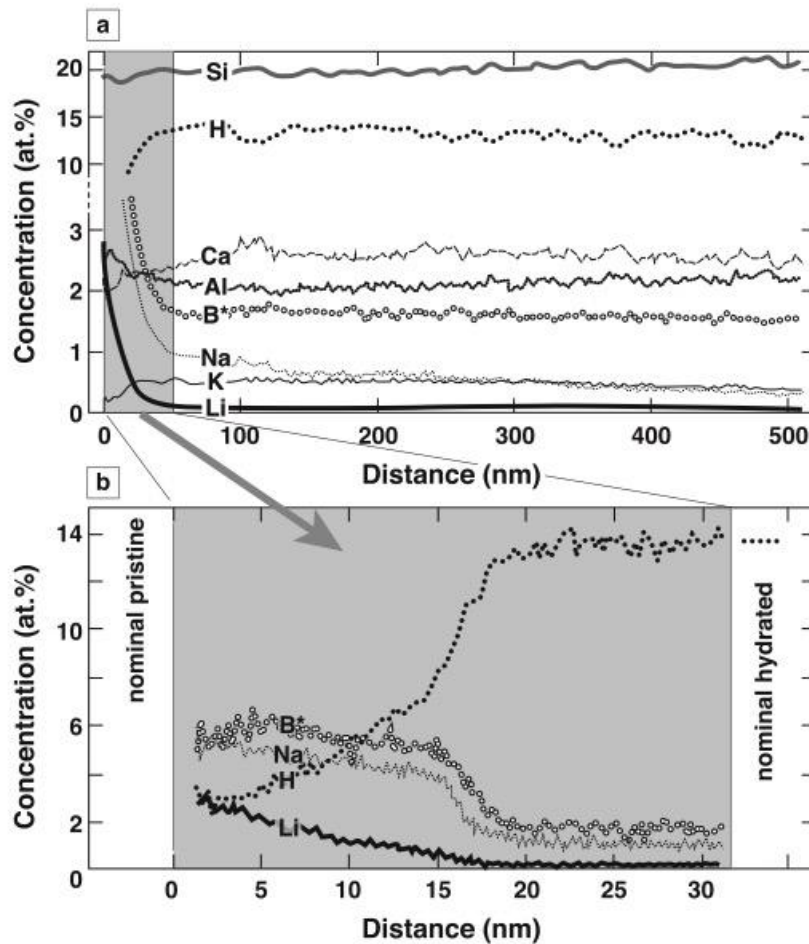 a
Concentration (at.%)
20
15
10
3
2
1
0
Si
H
Ca
Al
B*
Na
K
Li
0
100
200
300
400
500
Distance (nm)
b
Concentration (at.%)
14
10
6
2
0
nominal pristine
B*
Na
H
Li
nominal hydrated
0
5
10
15
20
25
30
Distance (nm)